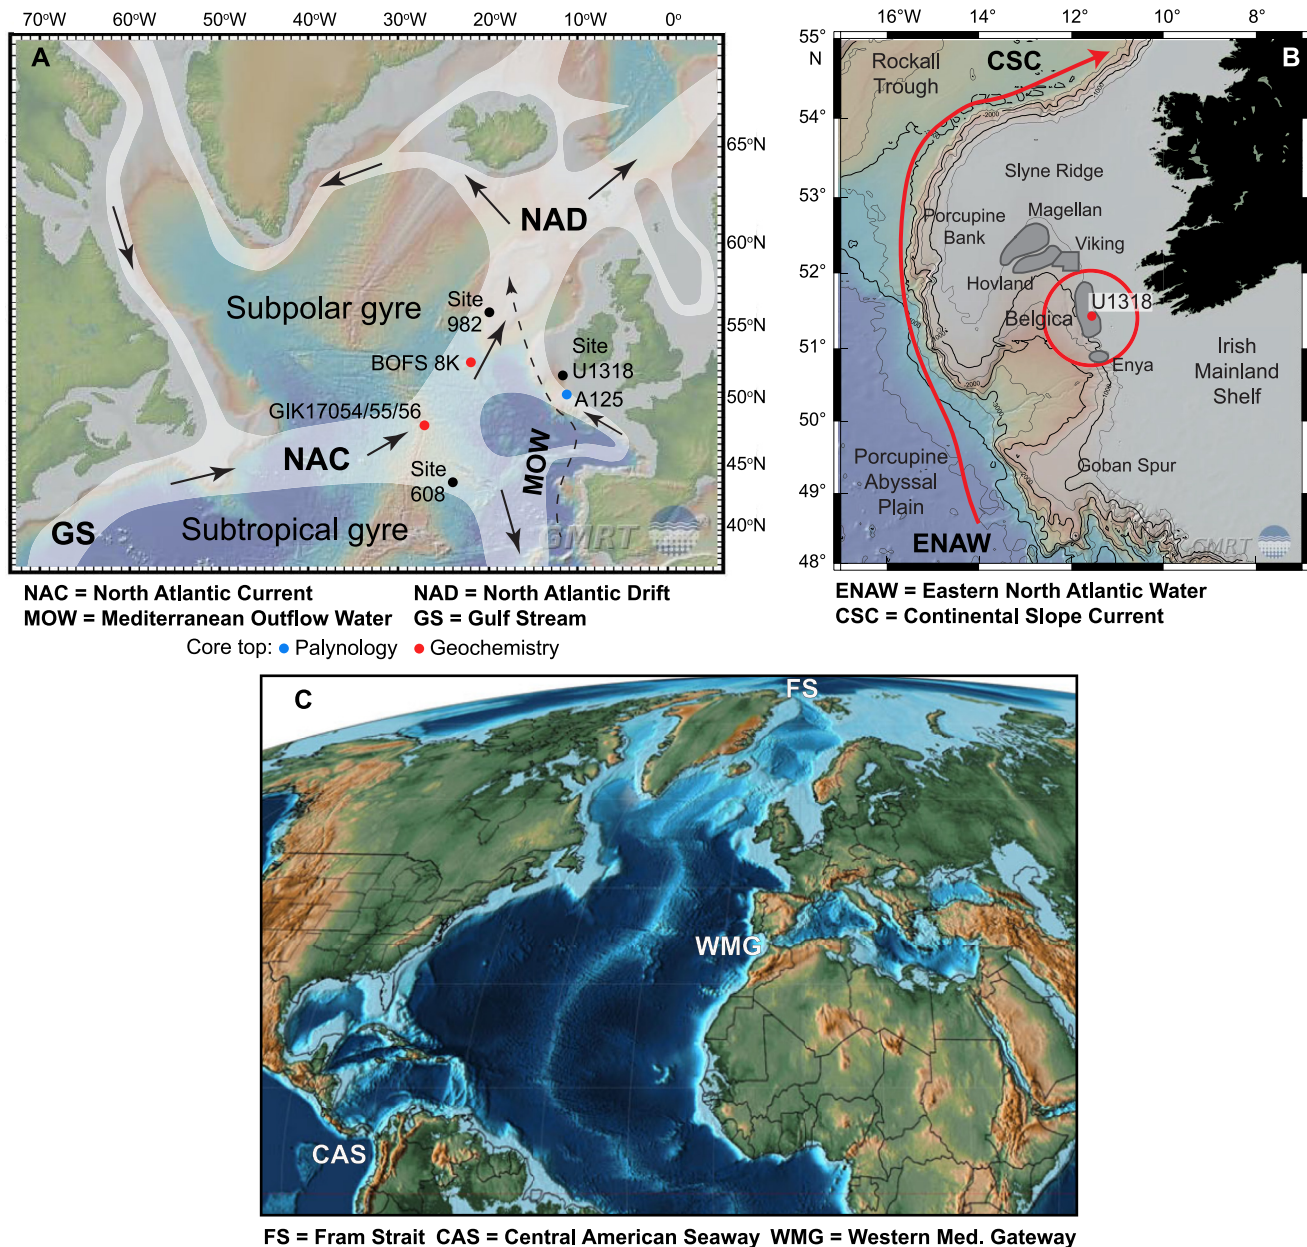 70°W 60°W 50°W 40°W 30°W 20°W 10°W 0°
A
65°N
60°N
55°N
50°N
45°N
40°N
NAD
Subpolar gyre
Site
982
BOFS 8K
Site
U1318
A125
GIK17054/55/56
NAC
Site
608
MOW
GS
Subtropical gyre
GMRT
NAC = North Atlantic Current NAD = North Atlantic Drift
MOW = Mediterranean Outflow Water GS = Gulf Stream
Core top: Palynology Geochemistry
16°W 14° 12° 10° 8°
55°
N
54°
53°
52°
51°
50°
49°
48°
B
Rockall
Trough
CSC
-1000
-2000
Slyne Ridge
Porcupine
Bank
Magellan
Viking
Hovland
U1318
Belgica
Enya
Irish
Mainland
Shelf
-2000
Porcupine
Abyssal
Plain
Goban Spur
ENAW
GMRT
ENAW = Eastern North Atlantic Water
CSC = Continental Slope Current
C
FS
WMG
CAS
FS = Fram Strait CAS = Central American Seaway WMG = Western Med. Gateway